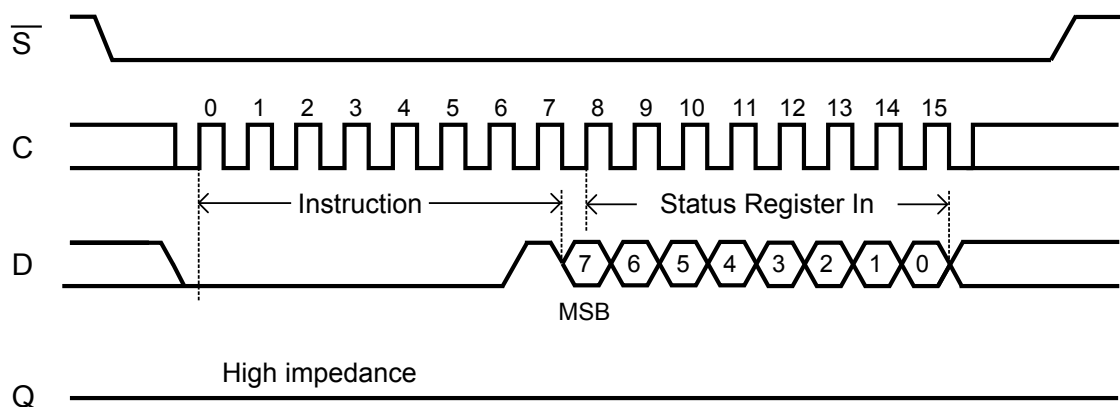 S
0 1 2 3 4 5 6 7 8 9 10 11 12 13 14 15
C
Instruction Status Register In
D 7 6 5 4 3 2 1 0
MSB
High impedance
Q